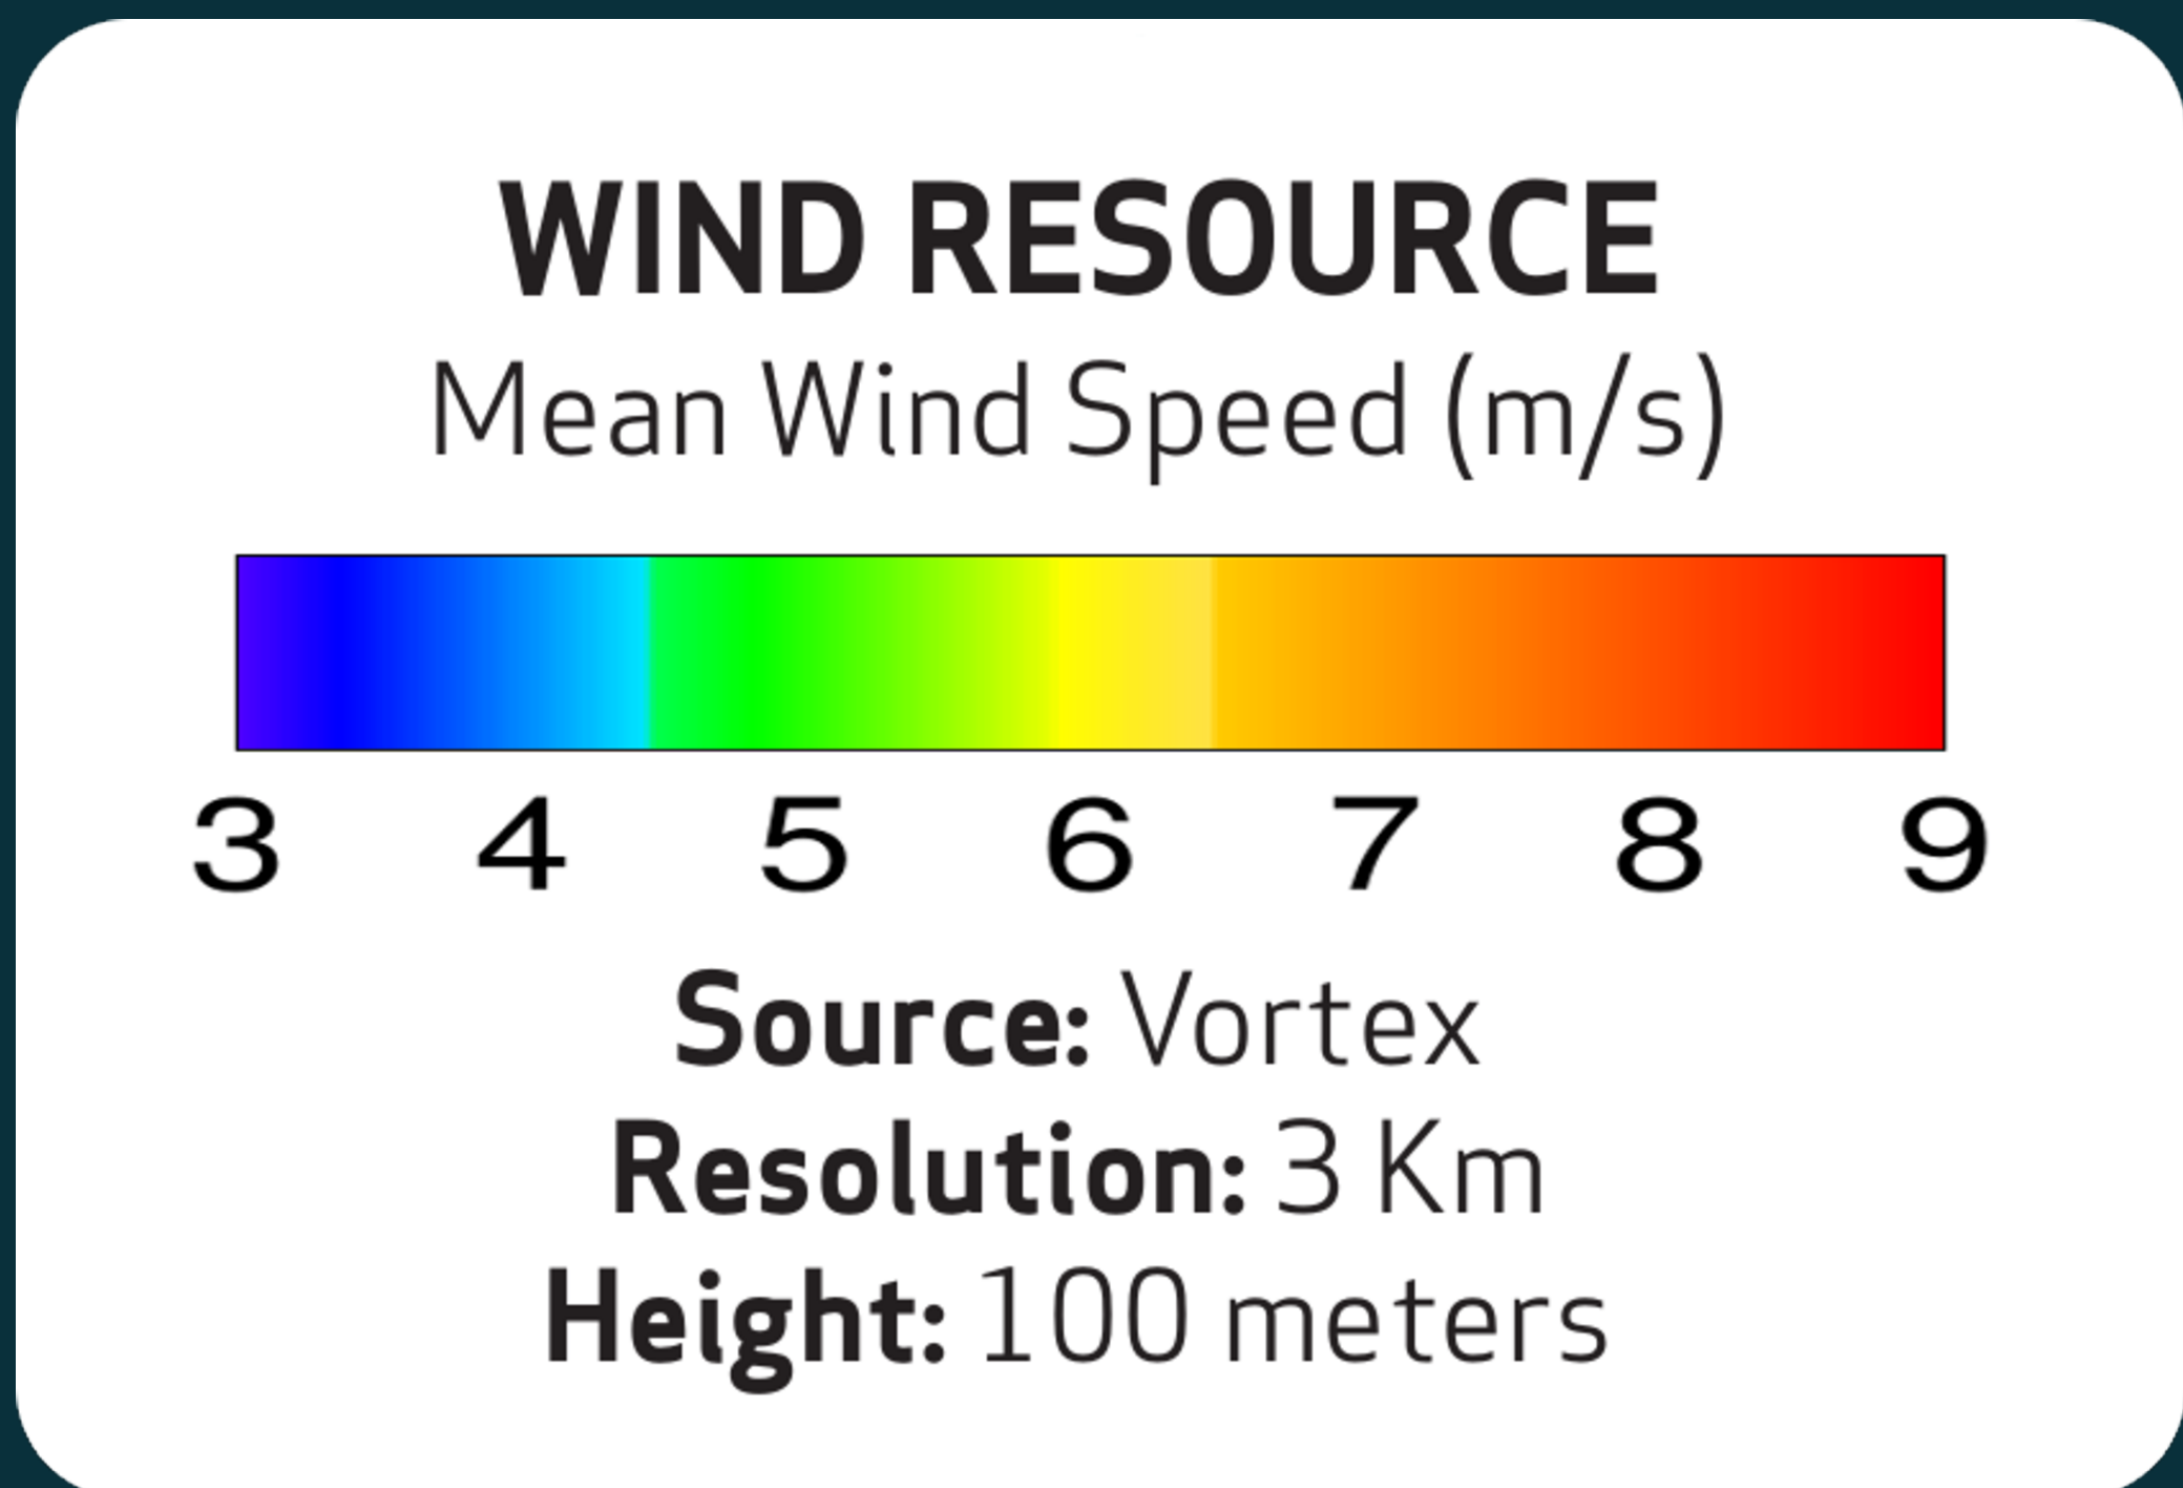 WIND RESOURCE
Mean Wind Speed (m/s)
3 4 5 6 7 8 9
Source: Vortex
Resolution: 3 Km
Height: 100 meters